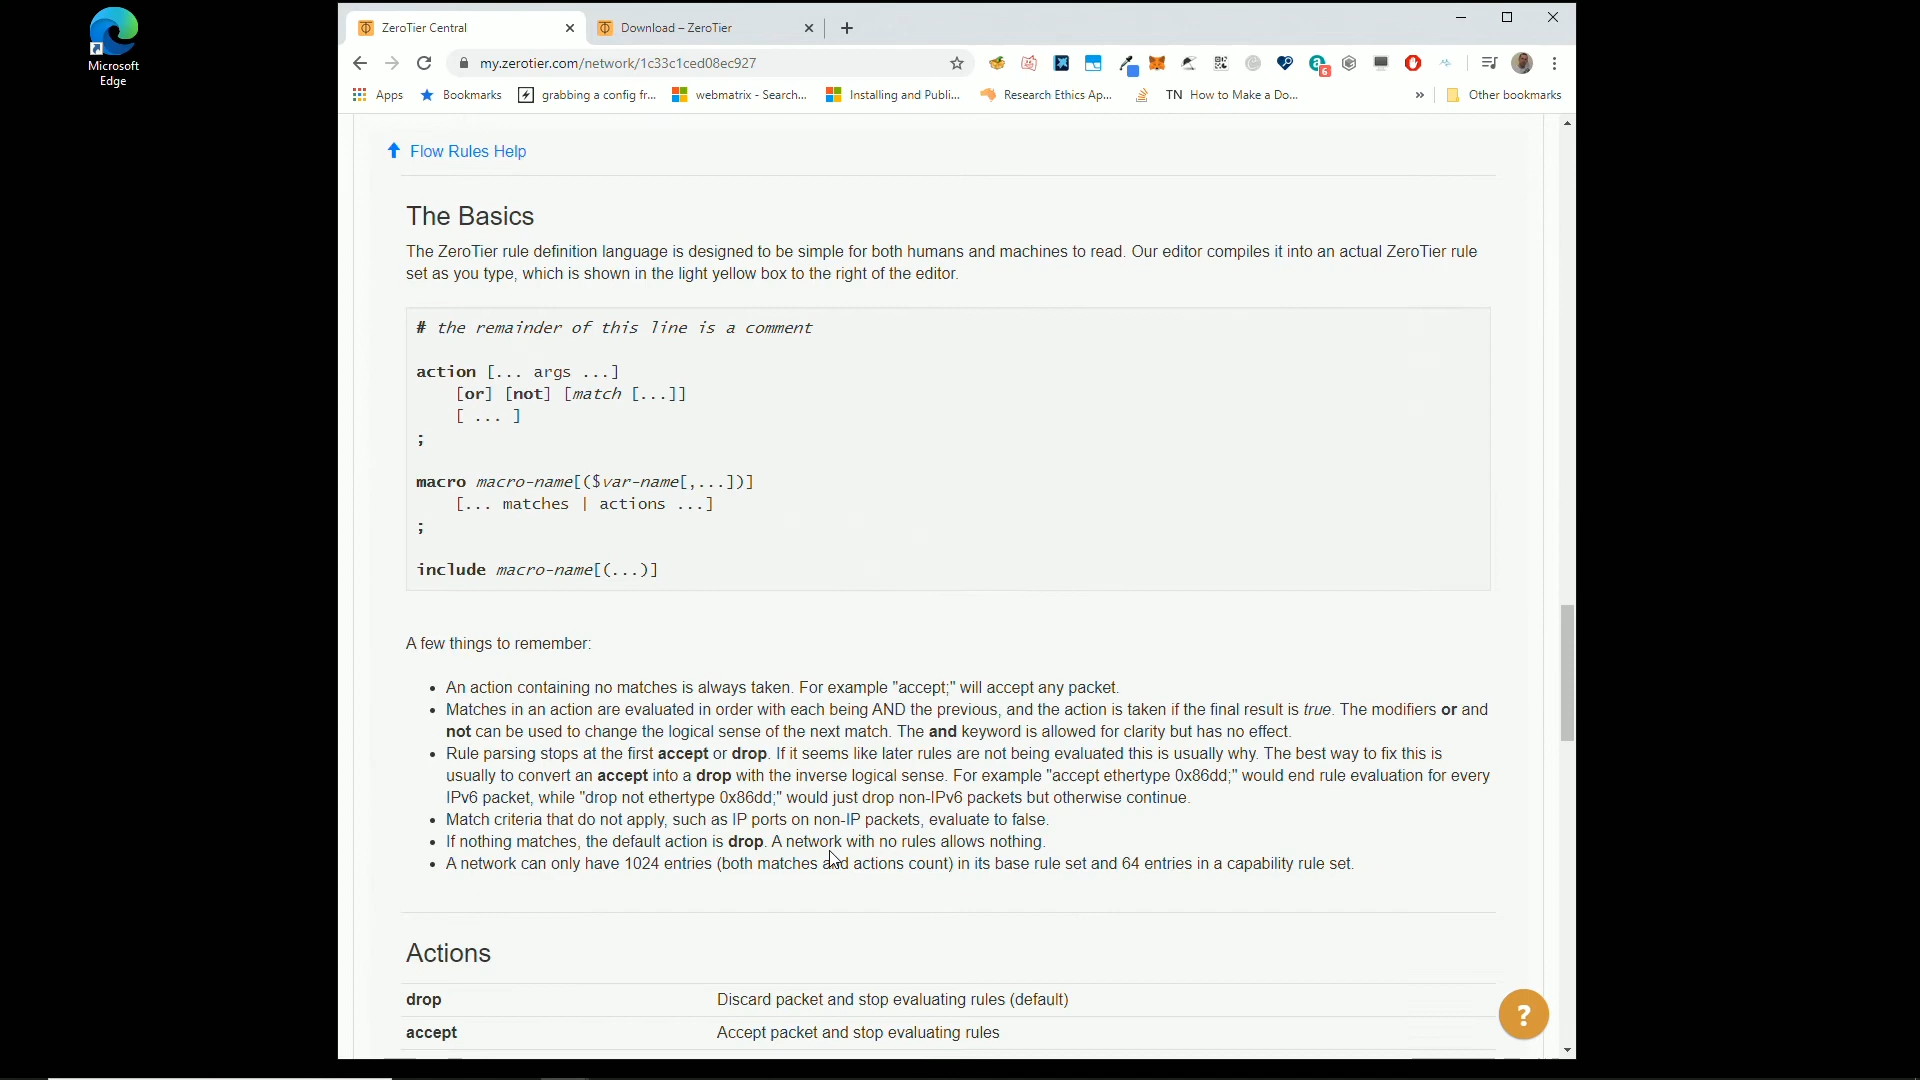 Microsoft
Edge
ZeroTier Central
Download – ZeroTier
my.zerotier.com/network/1c33c1ced08ec927
6
Apps
Bookmarks
grabbing a config fr...
webmatrix - Search...
Installing and Publi...
Research Ethics Ap...
TN How to Make a Do...
»
Other bookmarks
Flow Rules Help
The Basics
The ZeroTier rule definition language is designed to be simple for both humans and machines to read. Our editor compiles it into an actual ZeroTier rule
set as you type, which is shown in the light yellow box to the right of the editor.
# the remainder of this line is a comment
action [... args ...]
[or] [not] [match [...]]
[ ... ]
;
macro macro-name[($var-name[,...])]
[... matches | actions ...]
;
include macro-name[(...)]
A few things to remember:
• An action containing no matches is always taken. For example "accept;" will accept any packet.
• Matches in an action are evaluated in order with each being AND the previous, and the action is taken if the final result is true. The modifiers or and
not can be used to change the logical sense of the next match. The and keyword is allowed for clarity but has no effect.
• Rule parsing stops at the first accept or drop. If it seems like later rules are not being evaluated this is usually why. The best way to fix this is
usually to convert an accept into a drop with the inverse logical sense. For example "accept ethertype 0x86dd;" would end rule evaluation for every
IPv6 packet, while "drop not ethertype 0x86dd;" would just drop non-IPv6 packets but otherwise continue.
• Match criteria that do not apply, such as IP ports on non-IP packets, evaluate to false.
• If nothing matches, the default action is drop. A network with no rules allows nothing.
• A network can only have 1024 entries (both matches and actions count) in its base rule set and 64 entries in a capability rule set.
Actions
drop Discard packet and stop evaluating rules (default)
accept Accept packet and stop evaluating rules
?